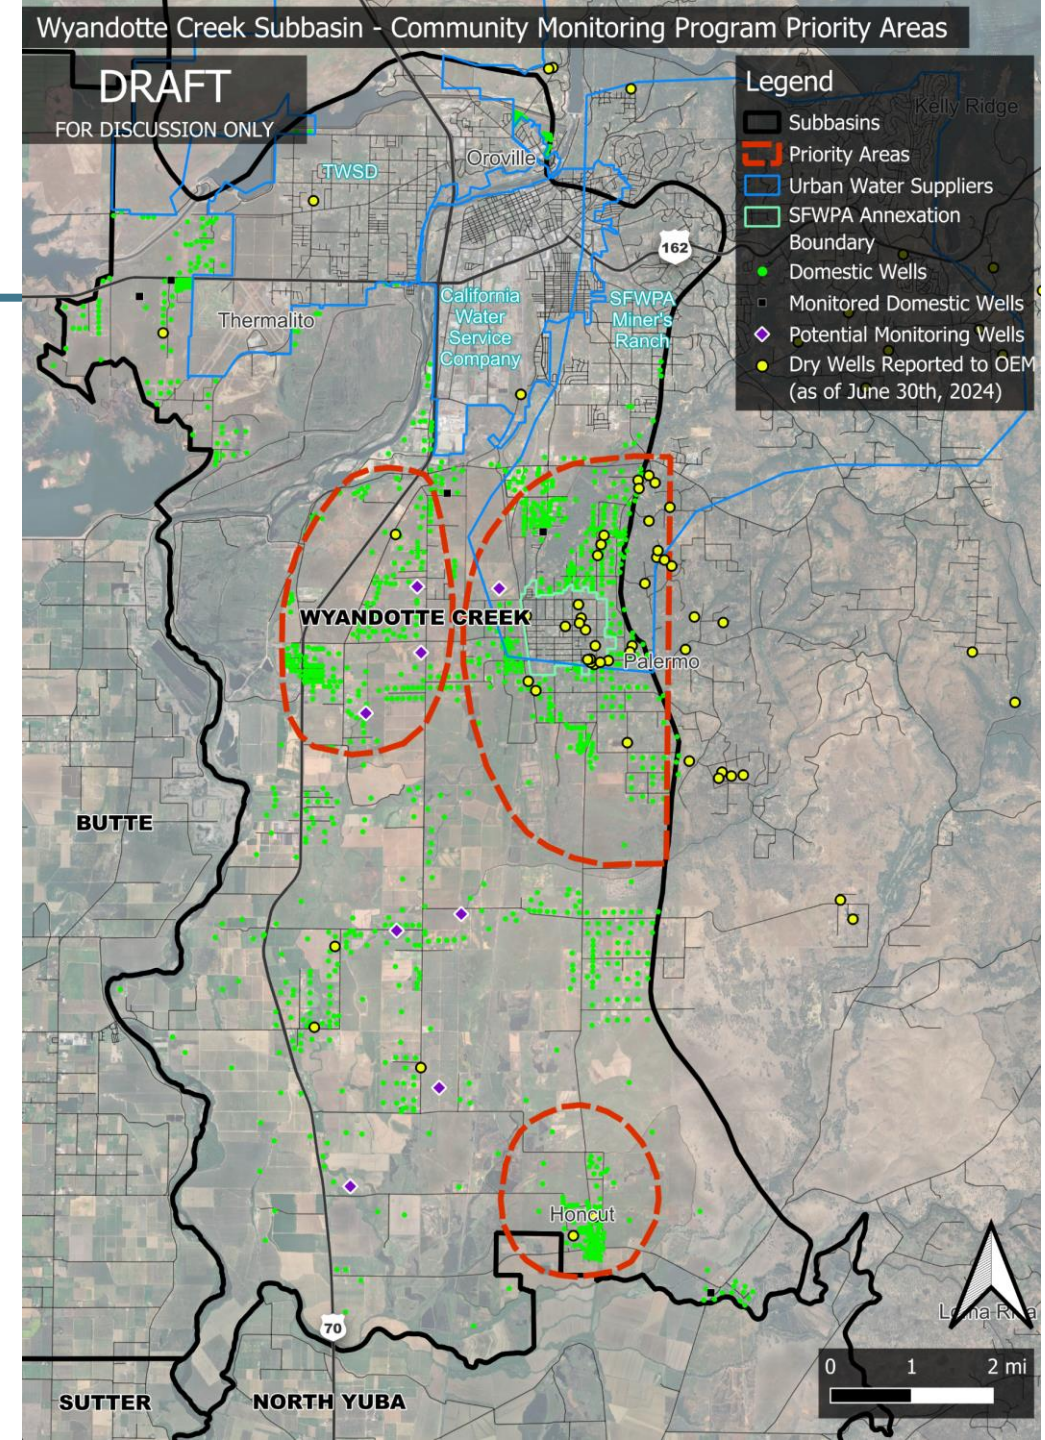 Wyandotte Creek Subbasin - Community Monitoring Program Priority Areas
DRAFT
FOR DISCUSSION ONLY
Legend
Subbasins
Priority Areas
Urban Water Suppliers
SFWPA Annexation
Boundary
Domestic Wells
Monitored Domestic Wells
Potential Monitoring Wells
Dry Wells Reported to OEM
(as of June 30th, 2024)
Kelly Ridge
Oroville
TWSD
162
California
Water
Service
Company
SFWPA
Miner's
Ranch
Thermalito
WYANDOTTE CREEK
Palermo
BUTTE
Honcut
Loma Rica
70
SUTTER
NORTH YUBA
0 1 2 mi